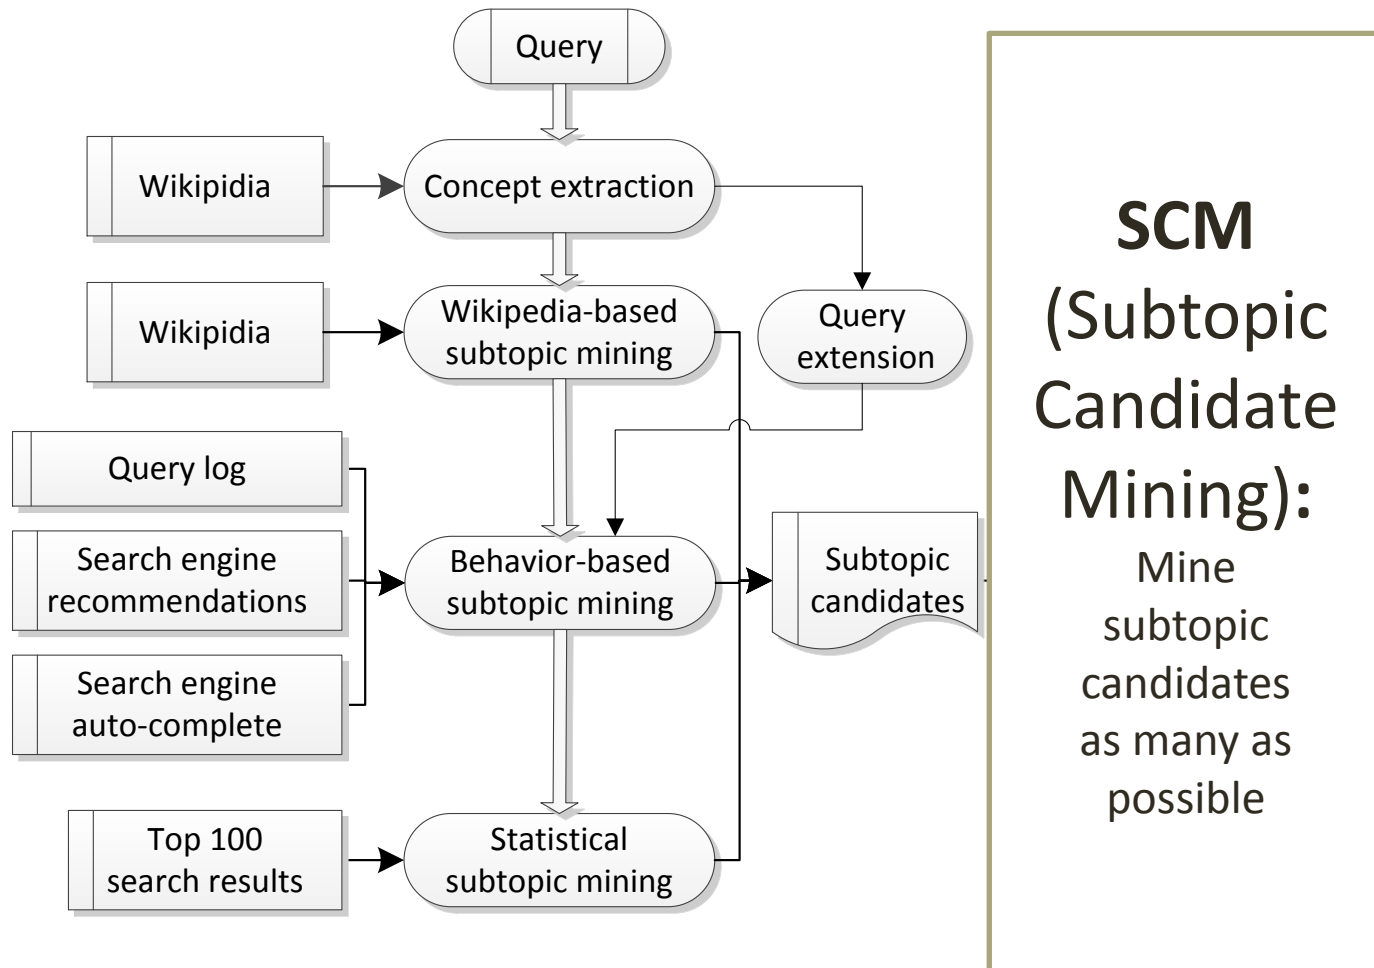 Query
Wikipidia
Concept extraction
Wikipidia
Wikipedia-based
subtopic mining
Query
extension
Query log
Search engine
recommendations
Behavior-based
subtopic mining
Subtopic
candidates
Search engine
auto-complete
Top 100
search results
Statistical
subtopic mining
SCM
(Subtopic
Candidate
Mining):
Mine
subtopic
candidates
as many as
possible